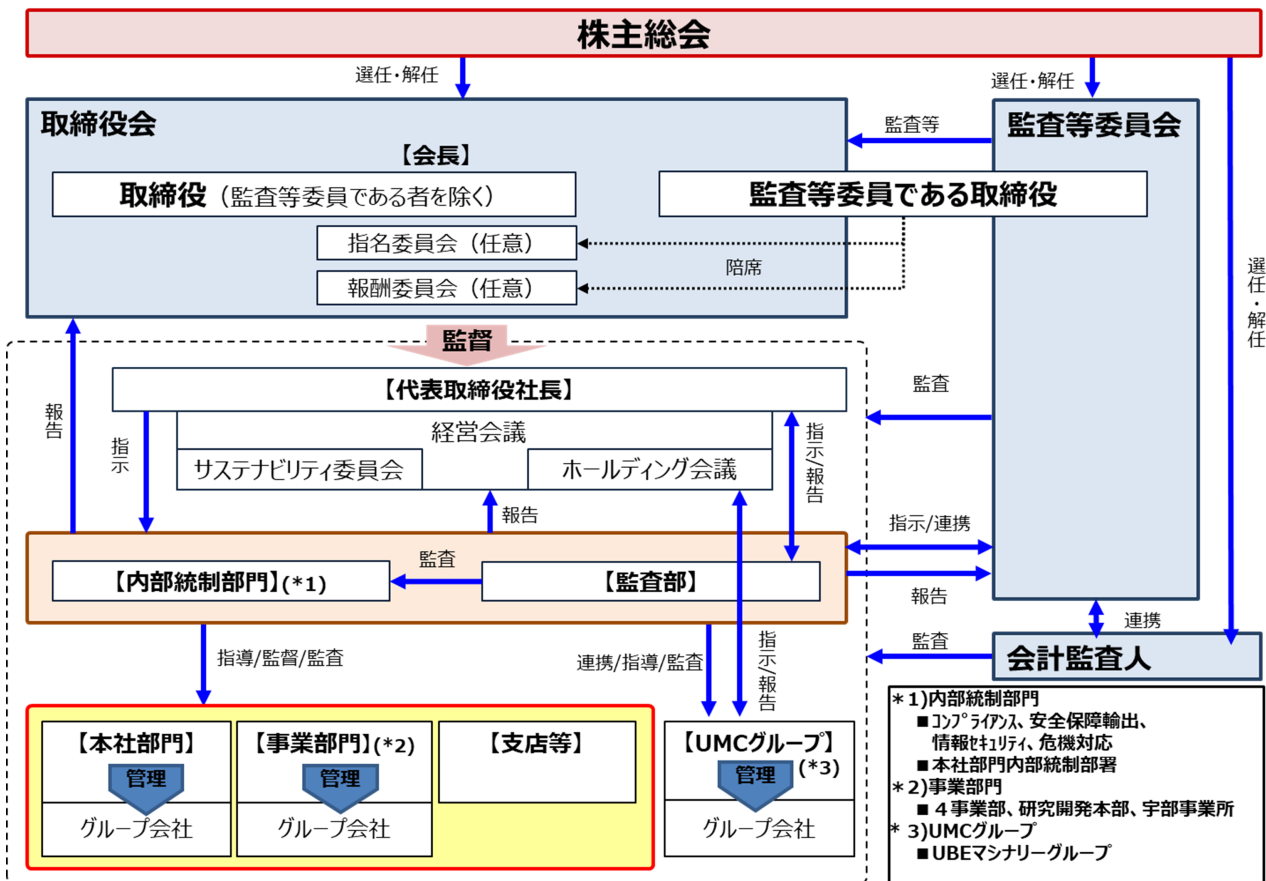 株主総会
選任・解任
選任・解任
取締役会
監査等
監査等委員会
【会長】
取締役（監査等委員である者を除く）
監査等委員である取締役
指名委員会（任意）
陪席
報酬委員会（任意）
選任・解任
監督
【代表取締役社長】
監査
報告
指示
経営会議
指示/報告
サステナビリティ委員会
ホールディング会議
報告
指示/連携
【内部統制部門】(*1)
監査
【監査部】
報告
連携
指導/監督/監査
連携/指導/監査
指示/報告
監査
会計監査人
【本社部門】
管理
グループ会社
【事業部門】(*2)
管理
グループ会社
【支店等】
【UMCグループ】
(*3)
管理
グループ会社
＊1)内部統制部門
■ｺﾝﾌﾟﾗｲｱﾝｽ、安全保障輸出、
情報ｾｷｭﾘﾃｨ、危機対応
■本社部門内部統制部署
＊2)事業部門
■４事業部、研究開発本部、宇部事業所
＊3)UMCグループ
■UBEマシナリーグループ